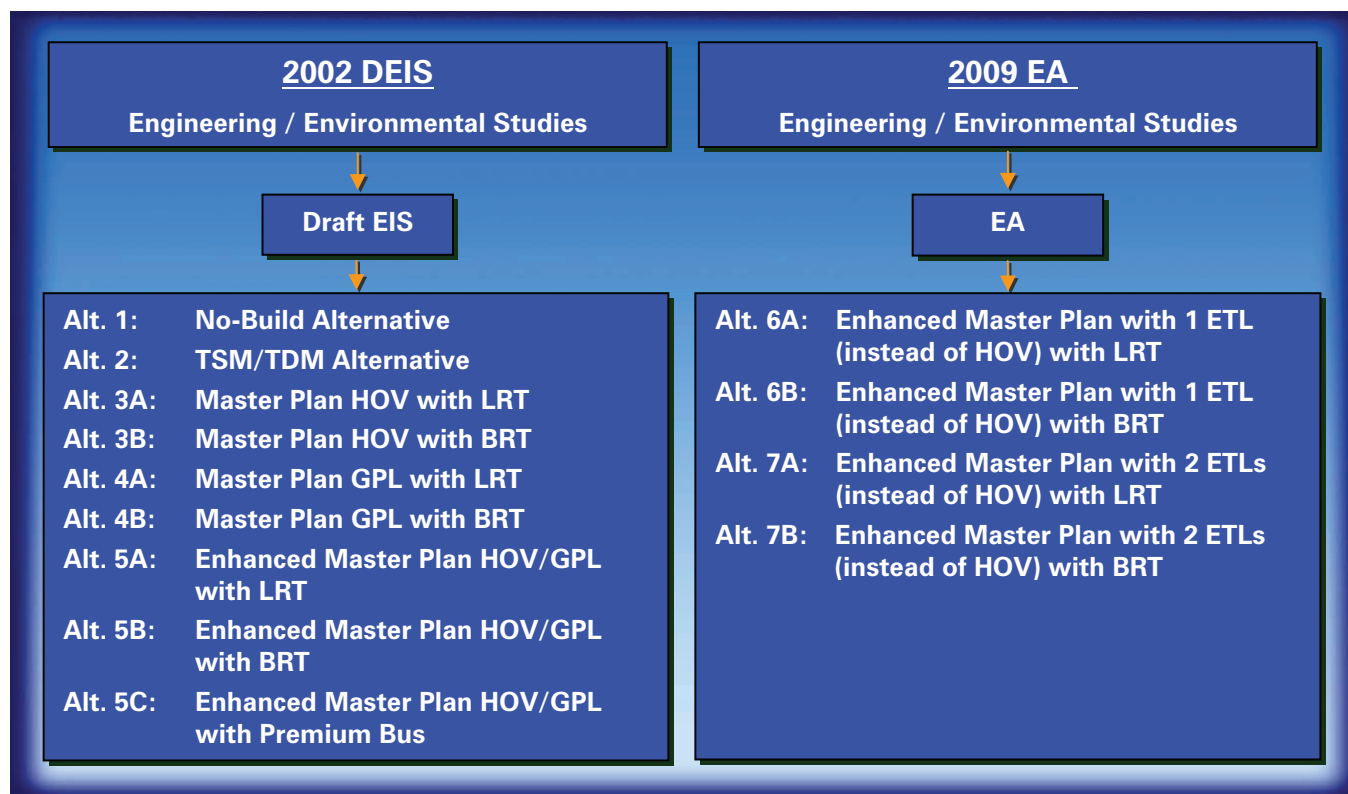 2002 DEIS
Engineering / Environmental Studies
Draft EIS
Alt. 1: No-Build Alternative
Alt. 2: TSM/TDM Alternative
Alt. 3A: Master Plan HOV with LRT
Alt. 3B: Master Plan HOV with BRT
Alt. 4A: Master Plan GPL with LRT
Alt. 4B: Master Plan GPL with BRT
Alt. 5A: Enhanced Master Plan HOV/GPL
with LRT
Alt. 5B: Enhanced Master Plan HOV/GPL
with BRT
Alt. 5C: Enhanced Master Plan HOV/GPL
with Premium Bus
2009 EA
Engineering / Environmental Studies
EA
Alt. 6A: Enhanced Master Plan with 1 ETL
(instead of HOV) with LRT
Alt. 6B: Enhanced Master Plan with 1 ETL
(instead of HOV) with BRT
Alt. 7A: Enhanced Master Plan with 2 ETLs
(instead of HOV) with LRT
Alt. 7B: Enhanced Master Plan with 2 ETLs
(instead of HOV) with BRT